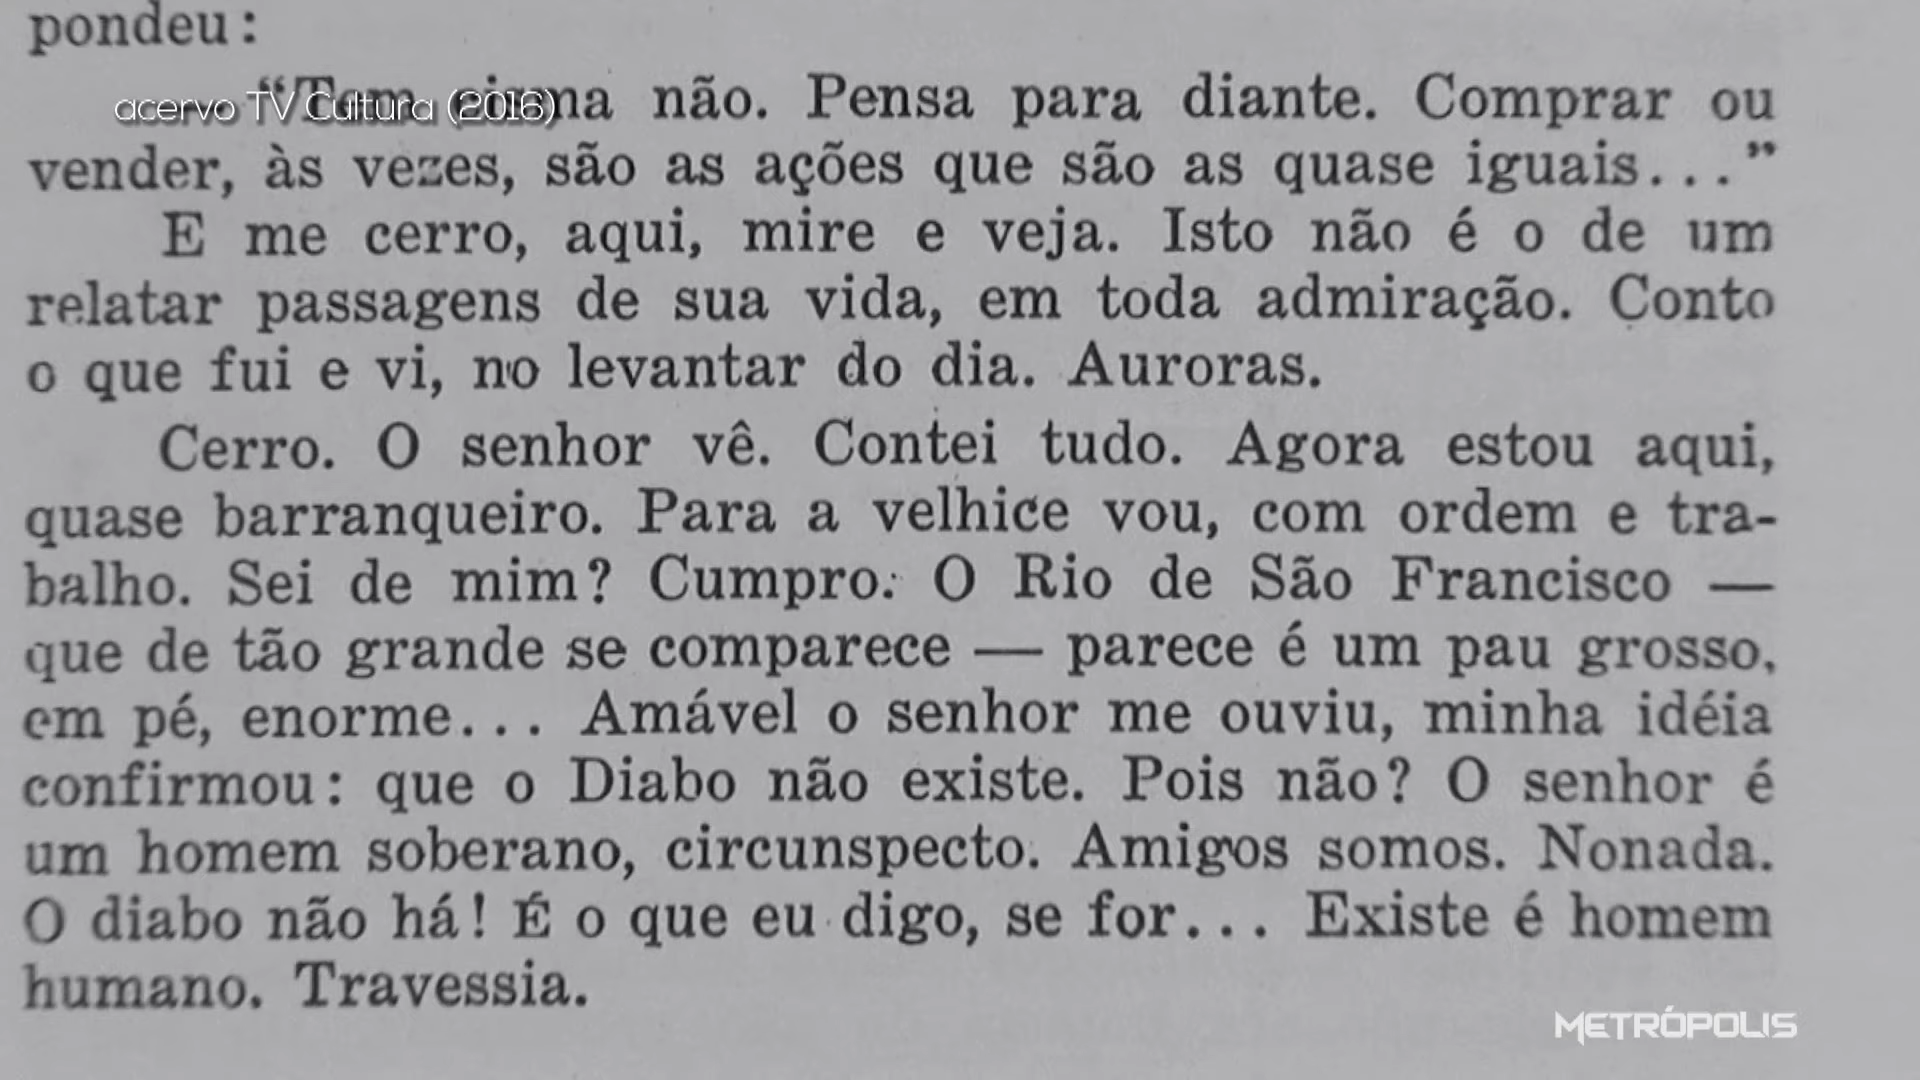 pondeu:
acervo TV Cultura (2016)
"Tem cisma não. Pensa para diante. Comprar ou
vender, às vezes, são as ações que são as quase iguais..."
E me cerro, aqui, mire e veja. Isto não é o de um
relatar passagens de sua vida, em toda admiração. Conto
o que fui e vi, no levantar do dia. Auroras.
Cerro. O senhor vê. Contei tudo. Agora estou aqui,
quase barranqueiro. Para a velhice vou, com ordem e tra-
balho. Sei de mim? Cumpro. O Rio de São Francisco —
que de tão grande se comparece — parece é um pau grosso,
em pé, enorme... Amável o senhor me ouviu, minha idéia
confirmou: que o Diabo não existe. Pois não? O senhor é
um homem soberano, circunspecto. Amigos somos. Nonada.
O diabo não há! É o que eu digo, se for... Existe é homem
humano. Travessia.
METRÓPOLIS